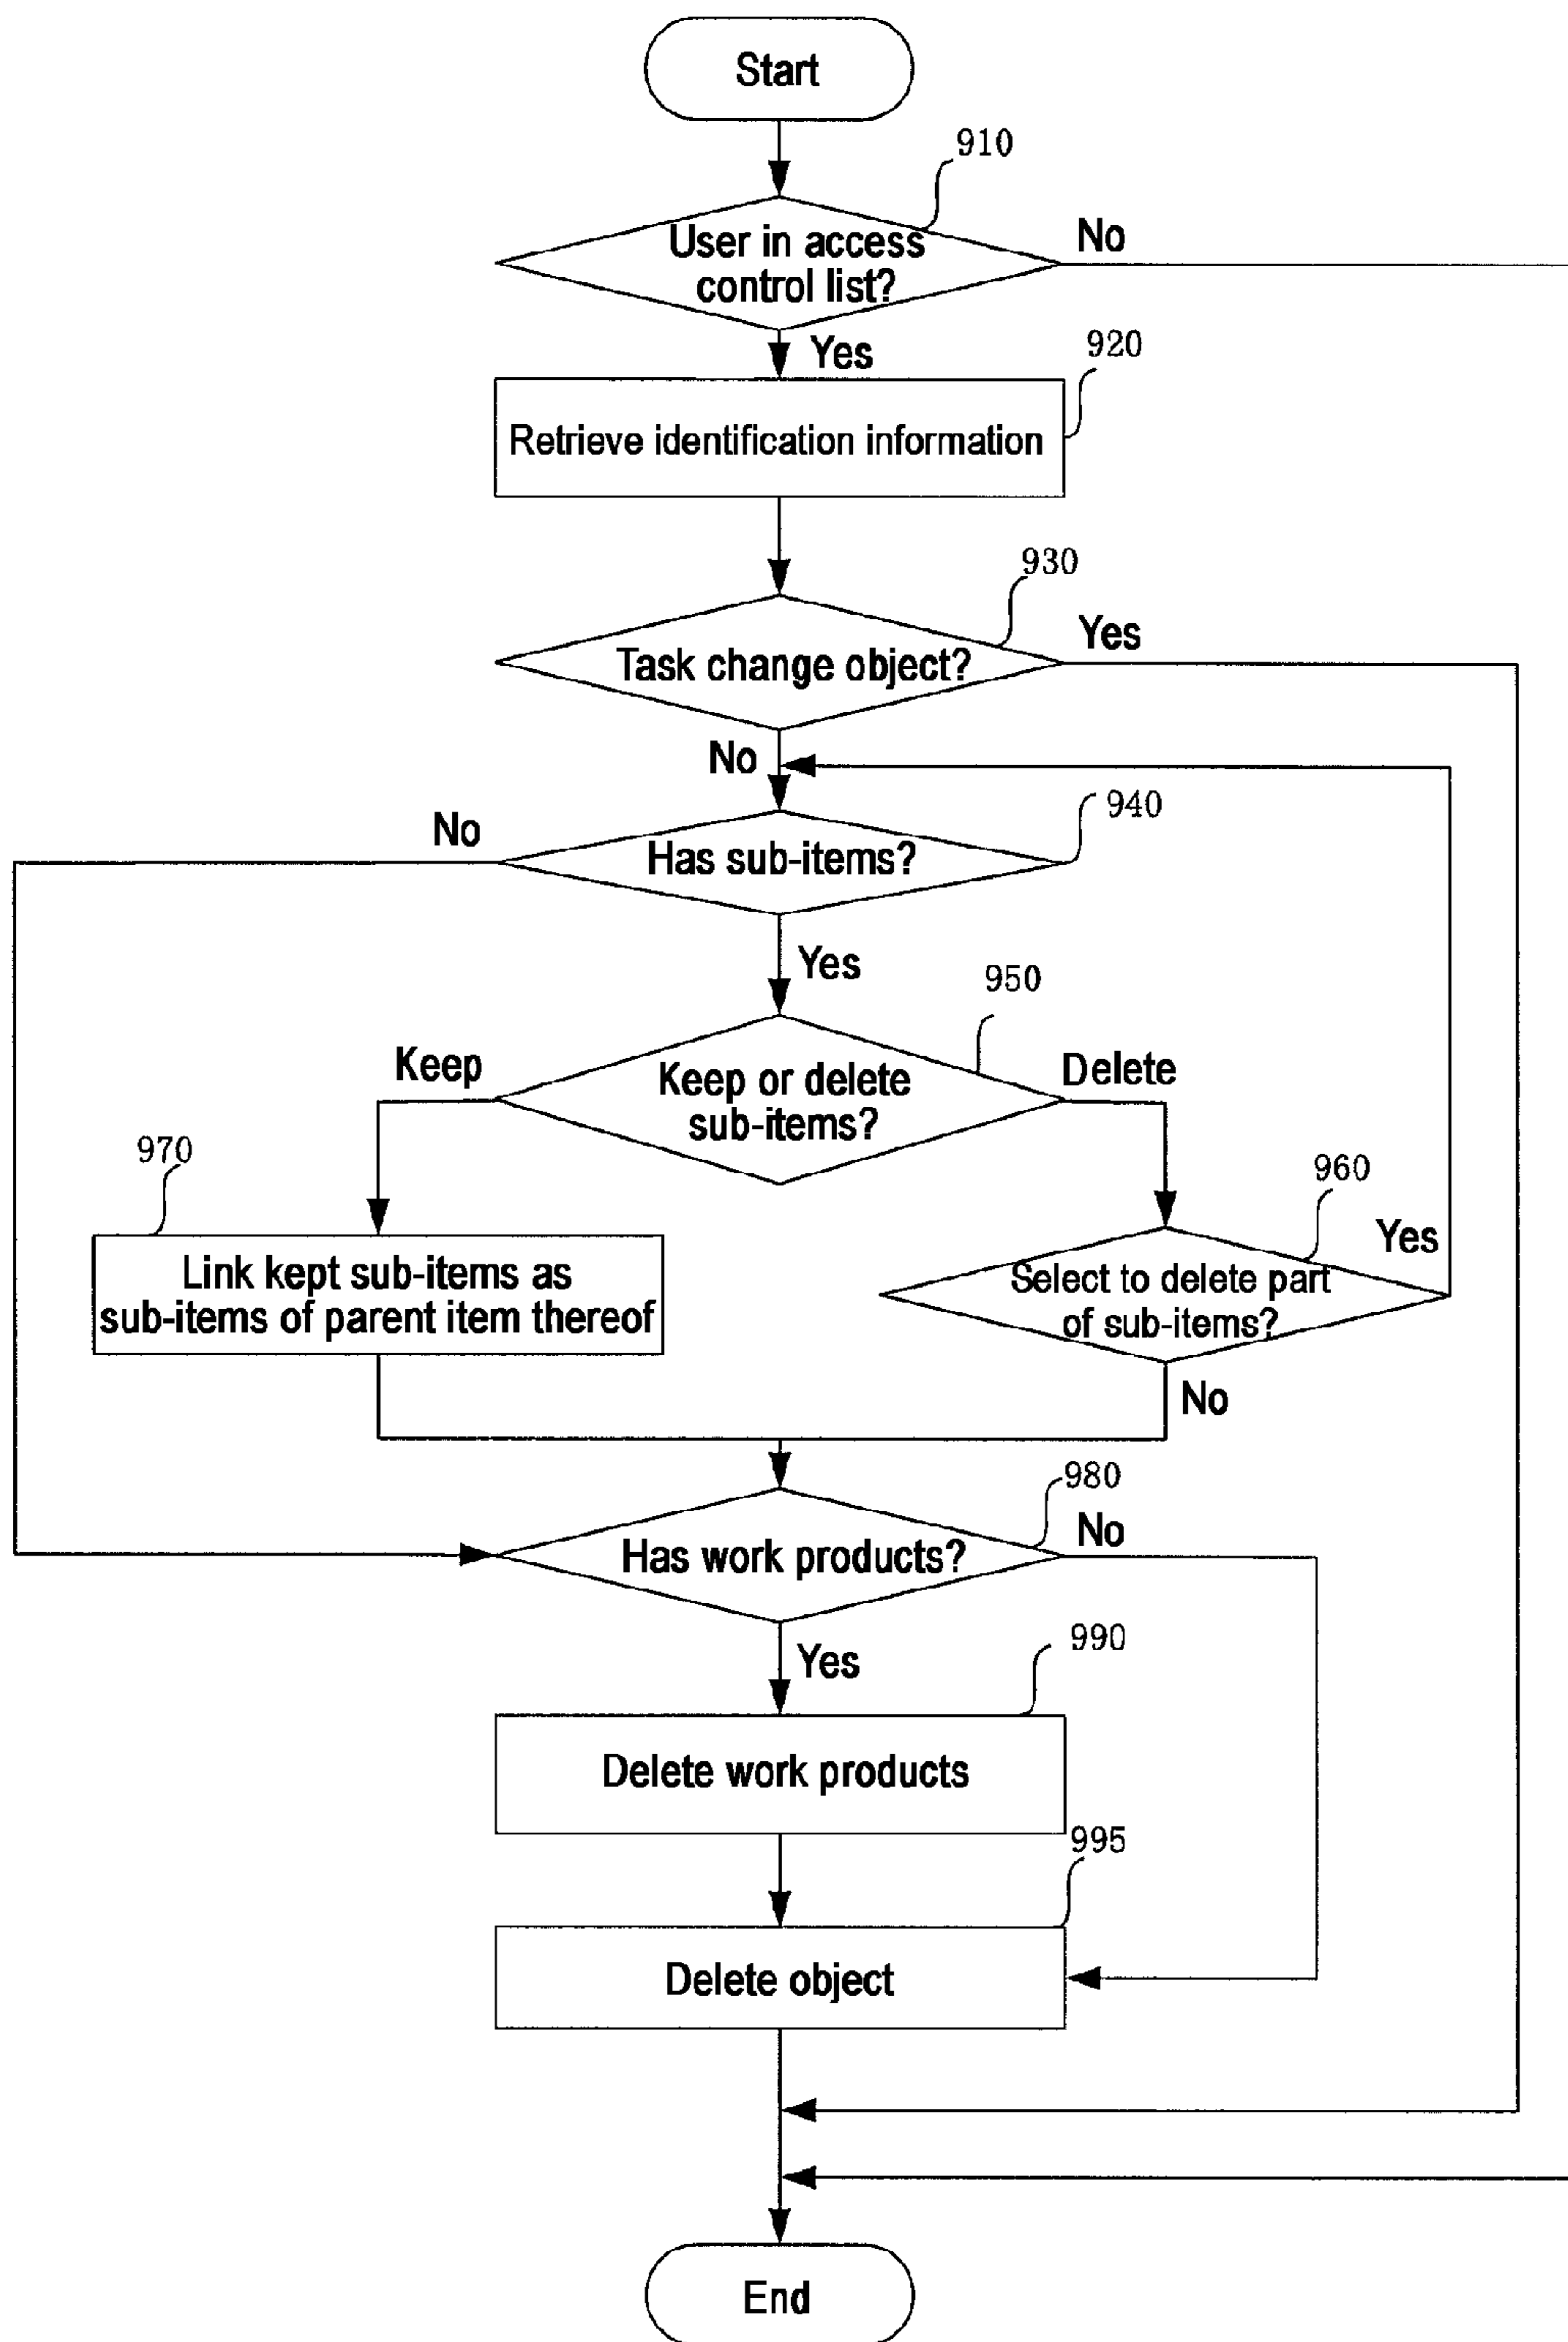 Start
910
User in access
control list?
No
Yes
920
Retrieve identification information
930
Task change object?
Yes
No
940
No
Has sub-items?
Yes
950
Keep
Keep or delete
sub-items?
Delete
970
960
Link kept sub-items as
sub-items of parent item thereof
Yes
Select to delete part
of sub-items?
No
980
Has work products?
No
Yes
990
Delete work products
995
Delete object
End